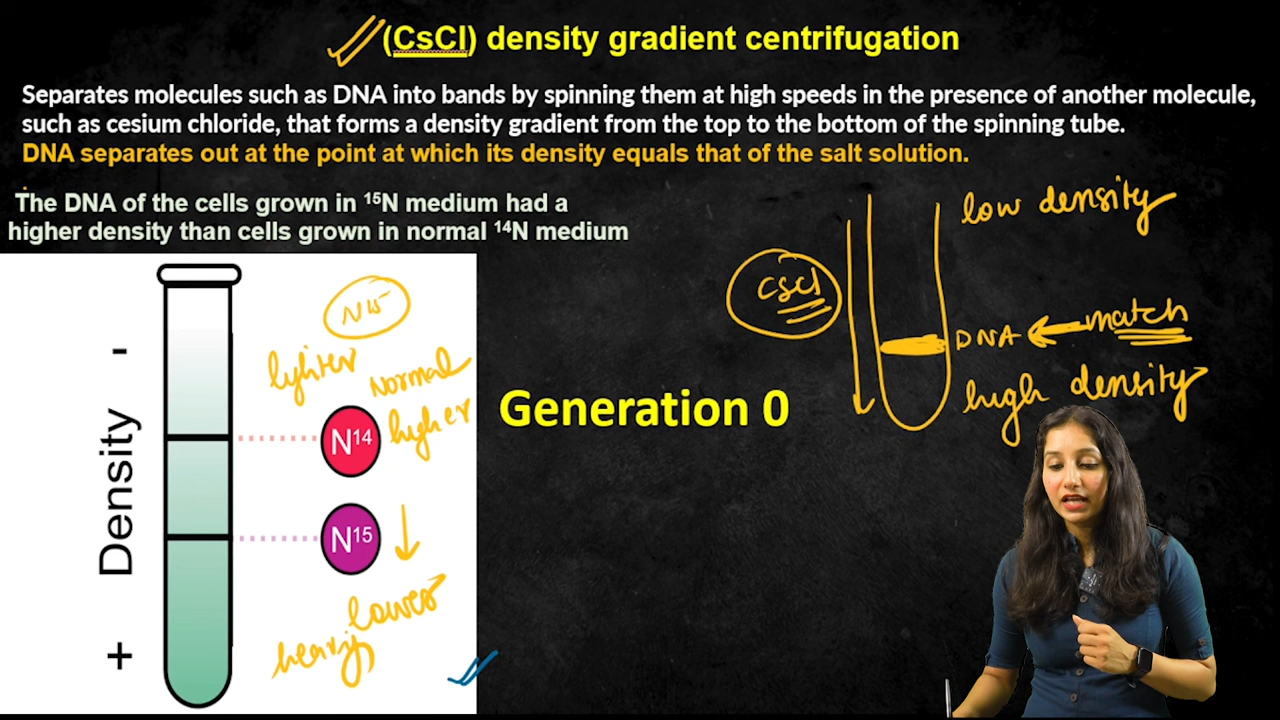 (CsCl) density gradient centrifugation
Separates molecules such as DNA into bands by spinning them at high speeds in the presence of another molecule,
such as cesium chloride, that forms a density gradient from the top to the bottom of the spinning tube.
DNA separates out at the point at which its density equals that of the salt solution.
The DNA of the cells grown in ¹⁵N medium had a
higher density than cells grown in normal ¹⁴N medium
low density
CsCl
DNA ← match
high density
Generation 0
- Density +
N15
lighter
Normal
higher
N¹⁴
N¹⁵
lower
heavy